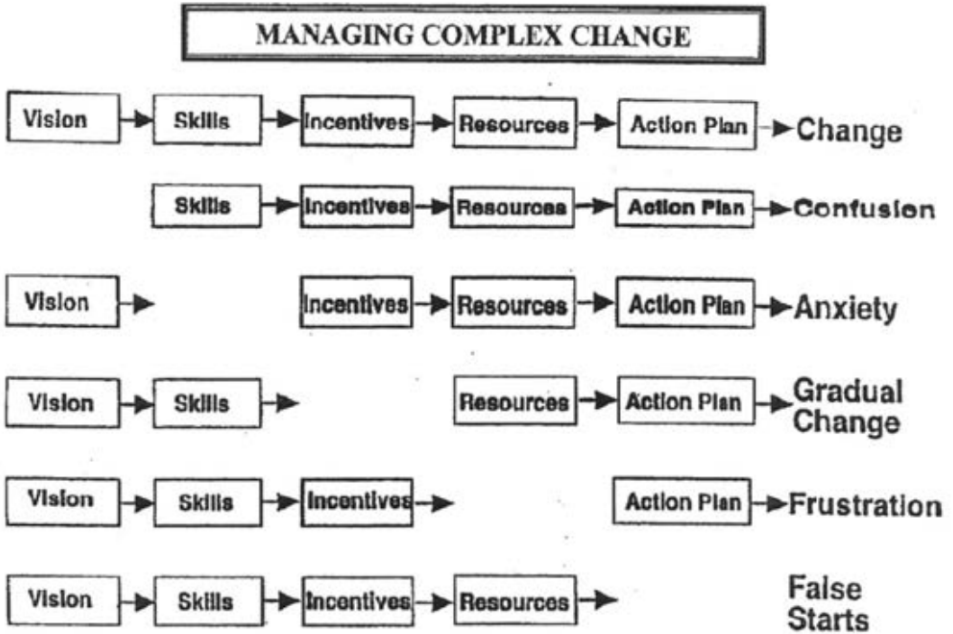 MANAGING COMPLEX CHANGE
Vision Skills Incentives Resources Action Plan Change
Skills Incentives Resources Action Plan Confusion
Vision Incentives Resources Action Plan Anxiety
Vision Skills Resources Action Plan Gradual
Change
Vision Skills Incentives Action Plan Frustration
Vision Skills Incentives Resources False
Starts